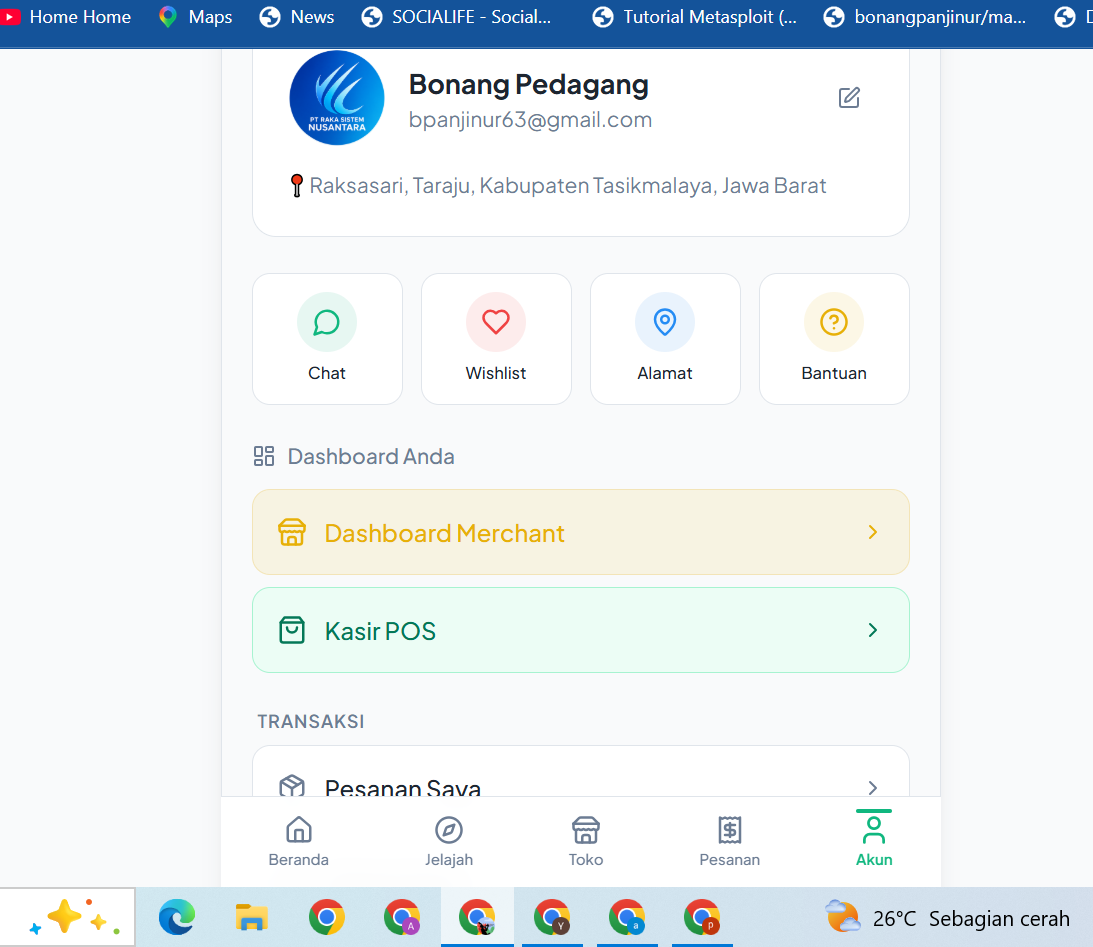 Home Home
Maps
News
SOCIALIFE - Social...
Tutorial Metasploit (...
bonangpanjinur/ma...
PT RAKA SISTEM
NUSANTARA
Bonang Pedagang
bpanjinur63@gmail.com
Raksasari, Taraju, Kabupaten Tasikmalaya, Jawa Barat
Chat
Wishlist
Alamat
Bantuan
Dashboard Anda
Dashboard Merchant
Kasir POS
TRANSAKSI
Pesanan Saya
Beranda
Jelajah
Toko
Pesanan
Akun
A
Y
a
p
26°C Sebagian cerah